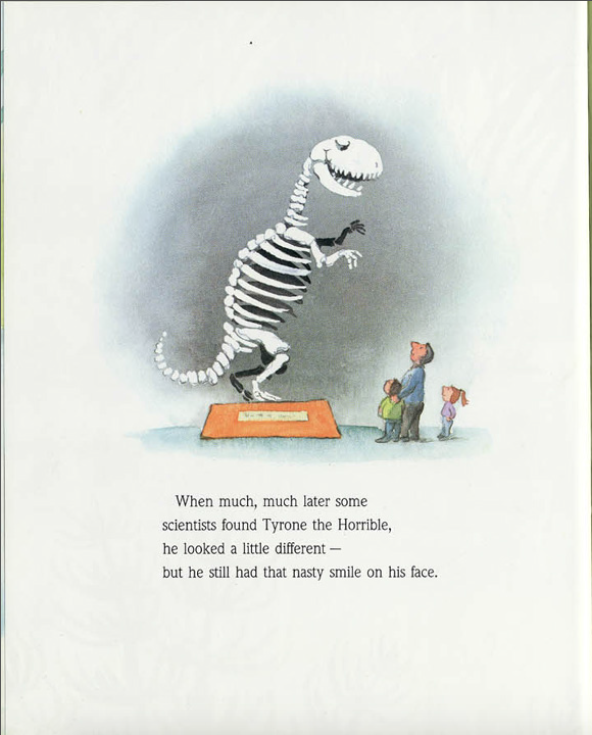 When much, much later some
scientists found Tyrone the Horrible,
he looked a little different —
but he still had that nasty smile on his face.